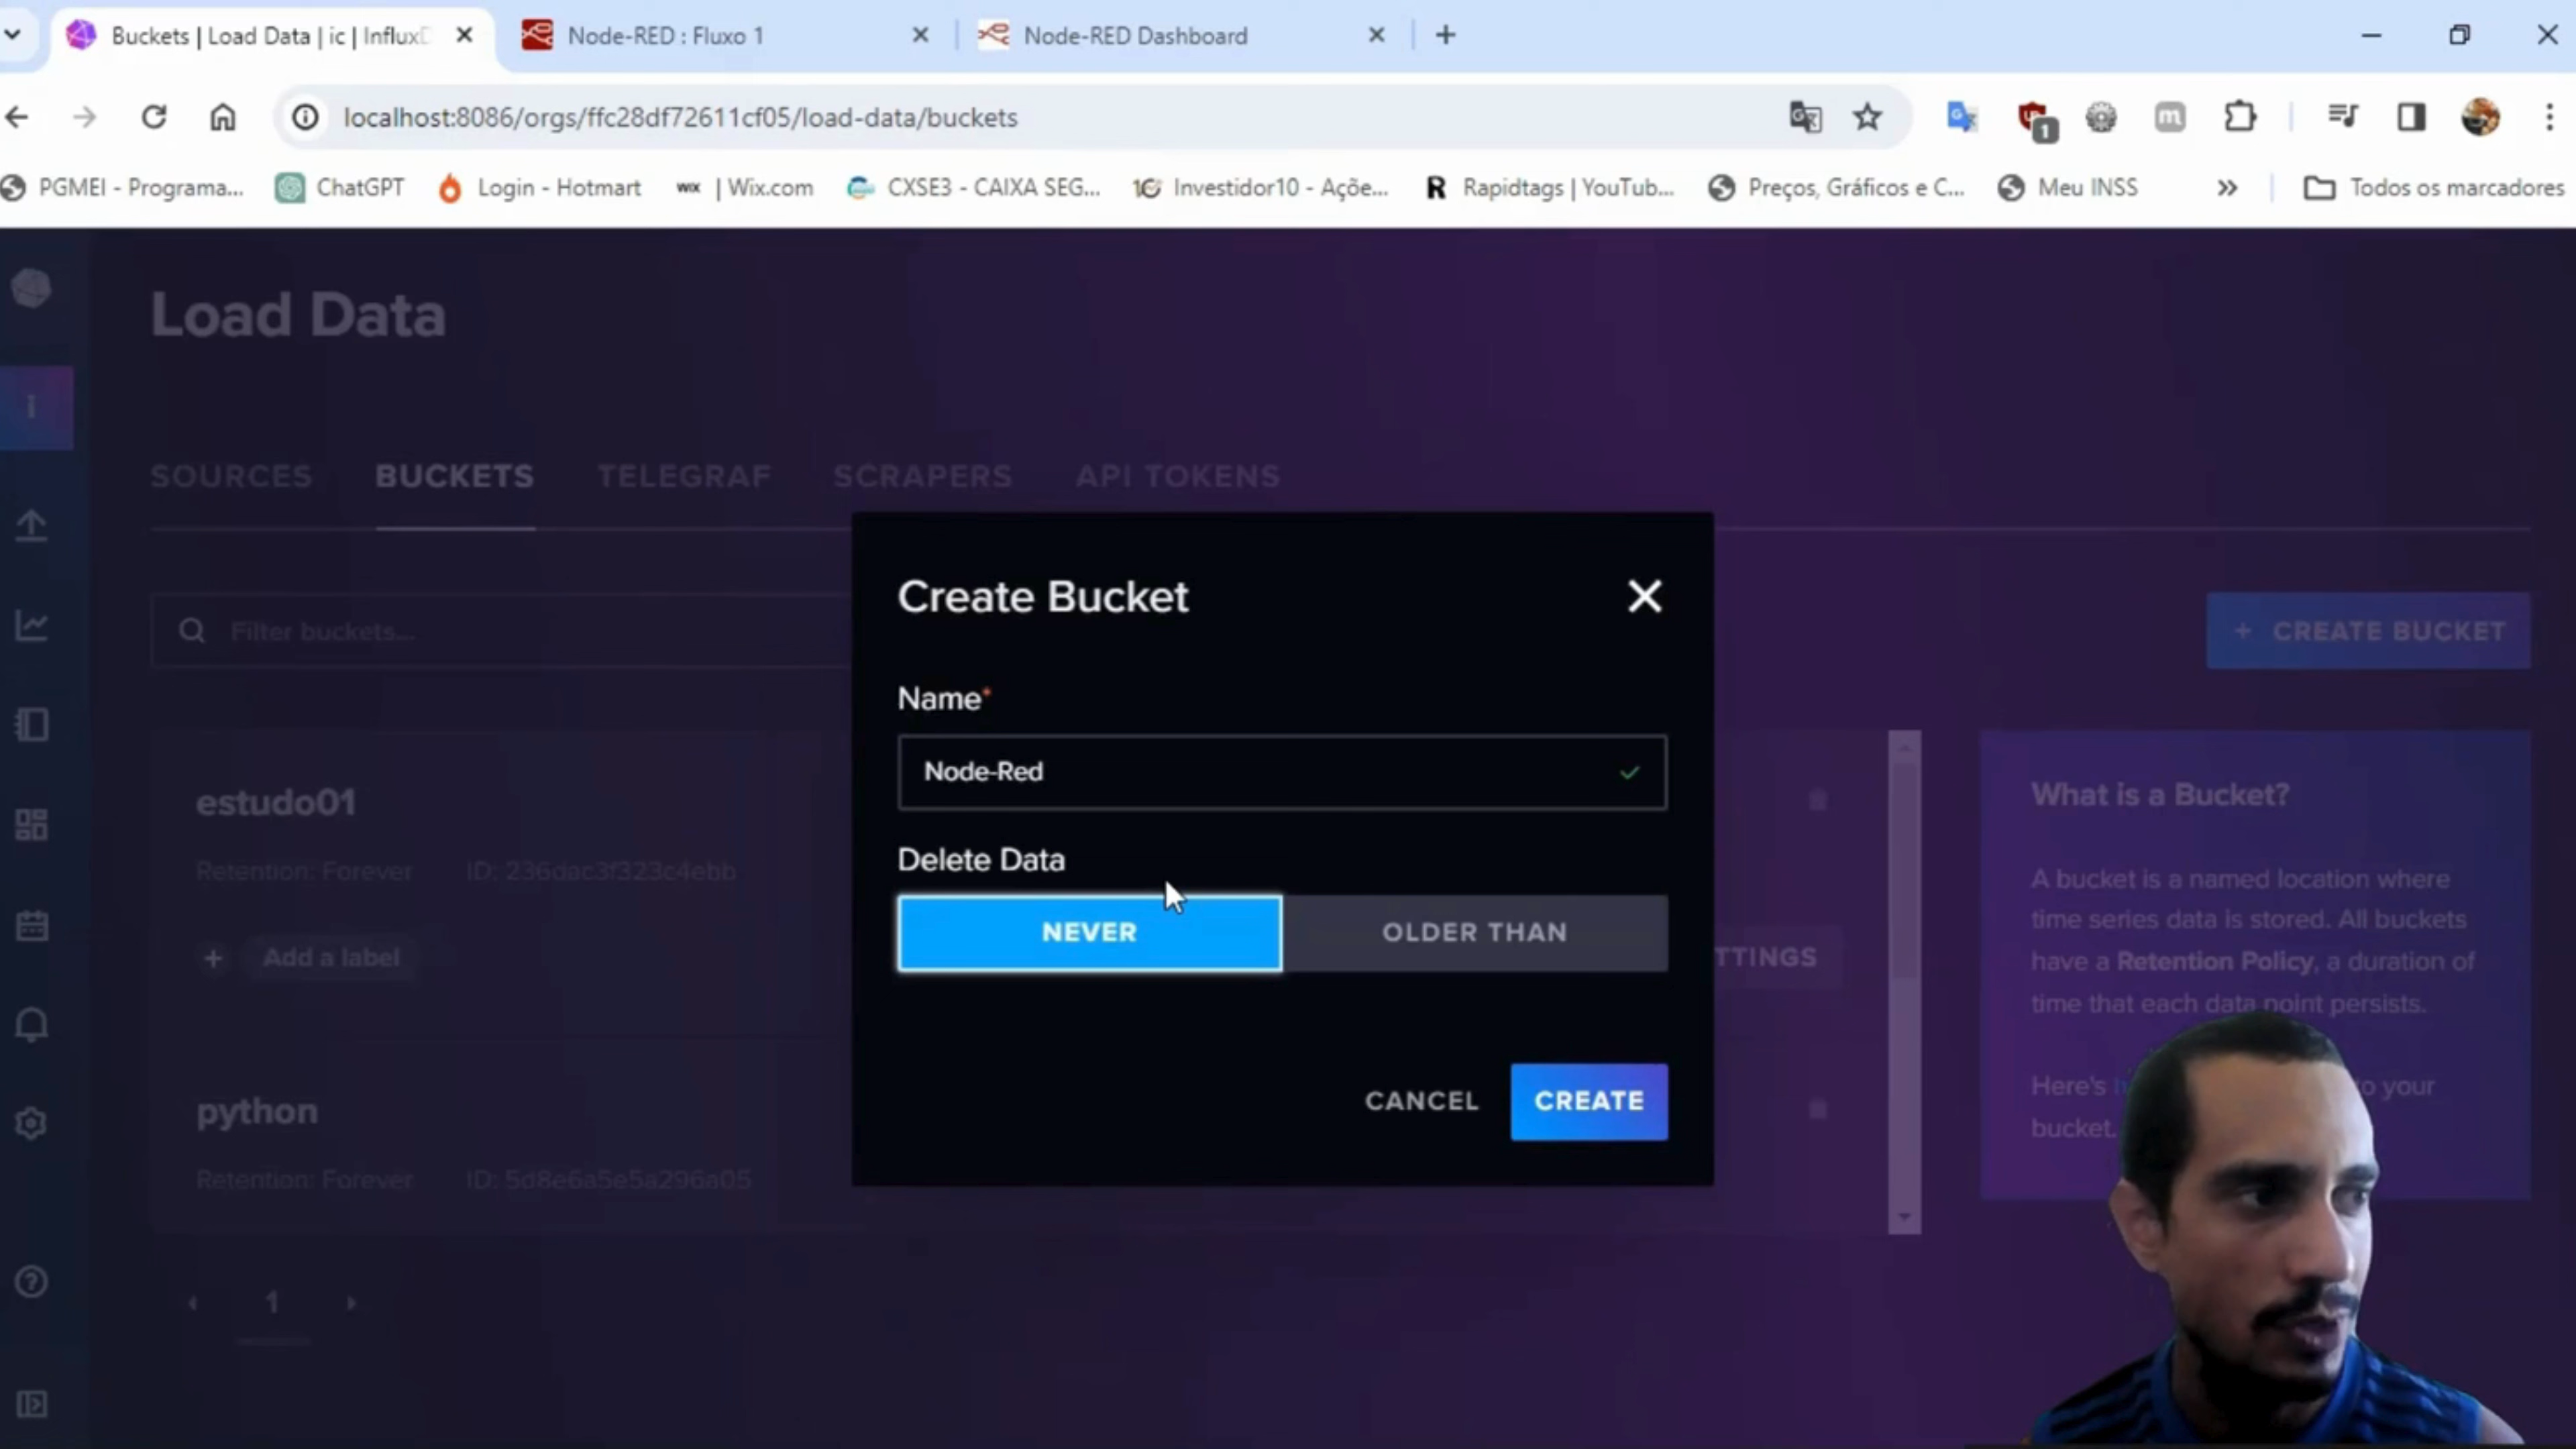 Buckets | Load Data | ic | Influx
Node-RED : Fluxo 1
Node-RED Dashboard
localhost:8086/orgs/ffc28df72611cf05/load-data/buckets
1
PGMEI - Programa...
ChatGPT
Login - Hotmart
WIX | Wix.com
CXSE3 - CAIXA SEG...
Investidor10 - Açõe...
Rapidtags | YouTub...
Preços, Gráficos e C...
Meu INSS
Todos os marcadores
Load Data
i
SOURCES
BUCKETS
TELEGRAF
SCRAPERS
API TOKENS
Filter buckets...
+ CREATE BUCKET
Create Bucket
Name*
Node-Red
Delete Data
NEVER
OLDER THAN
CANCEL
CREATE
estudo01
Retention: Forever
ID: 236dac3f323c4ebb
+ Add a label
TTINGS
python
Retention: Forever
ID: 5d8e6a5e5a296a05
1
What is a Bucket?
A bucket is a named location where
time series data is stored. All buckets
have a Retention Policy, a duration of
time that each data point persists.
Here's
to your
bucket.